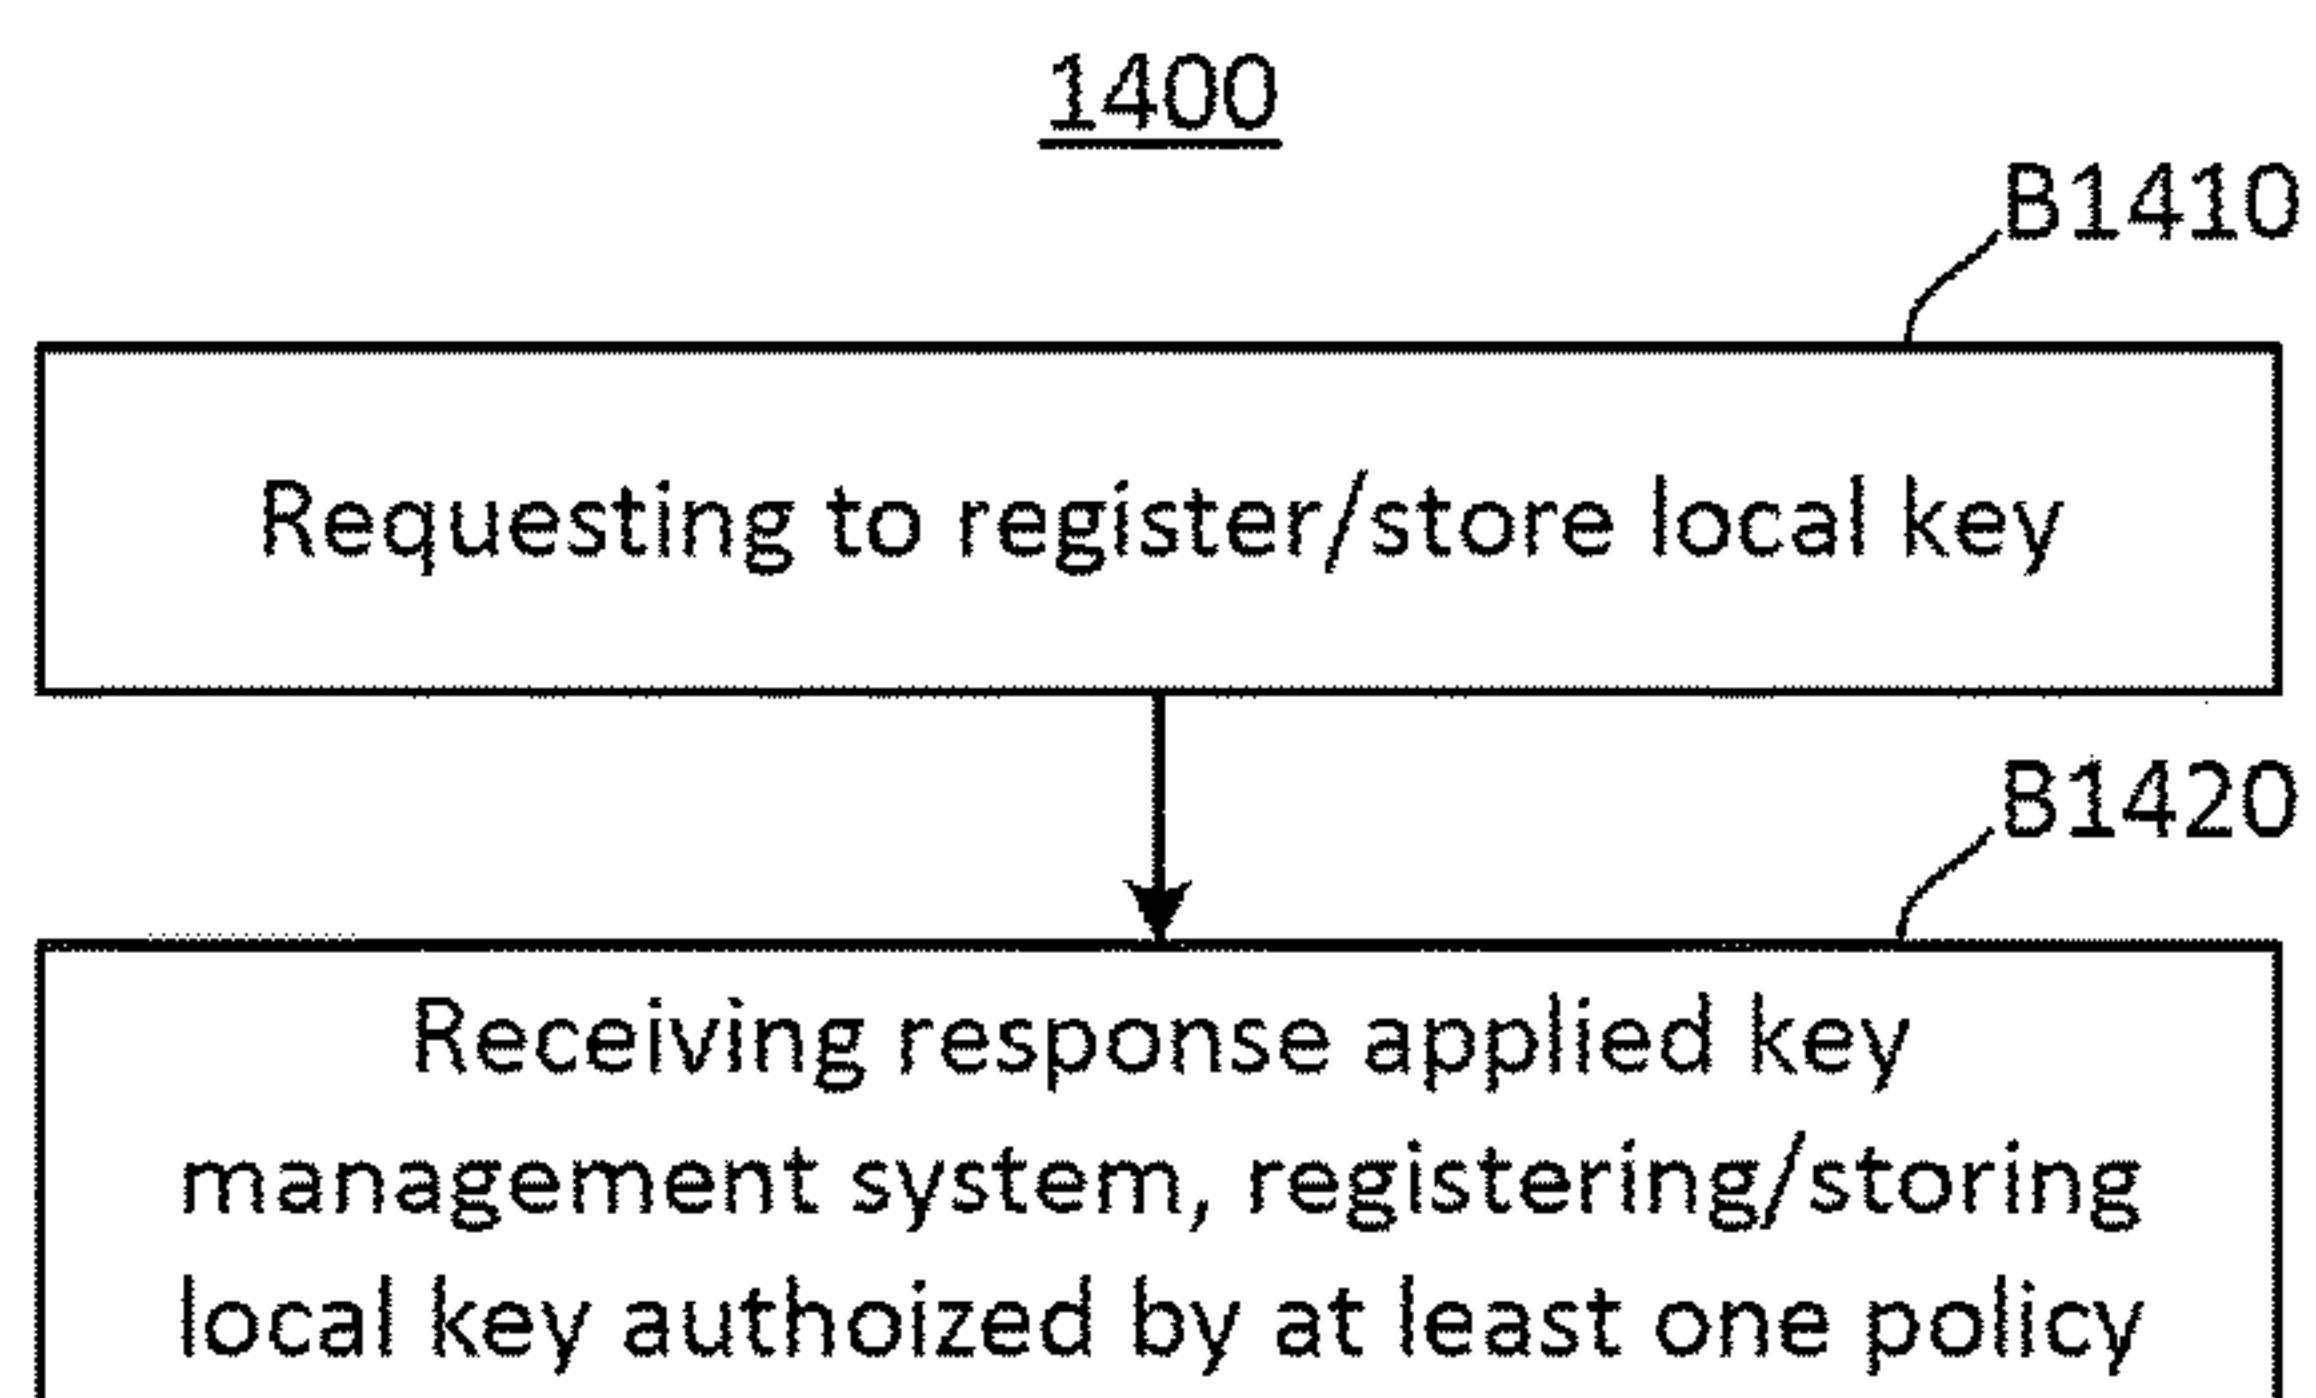 1400
B1410
Requesting to register/store local key
B1420
Receiving response applied key
management system, registering/storing
local key authoized by at least one policy